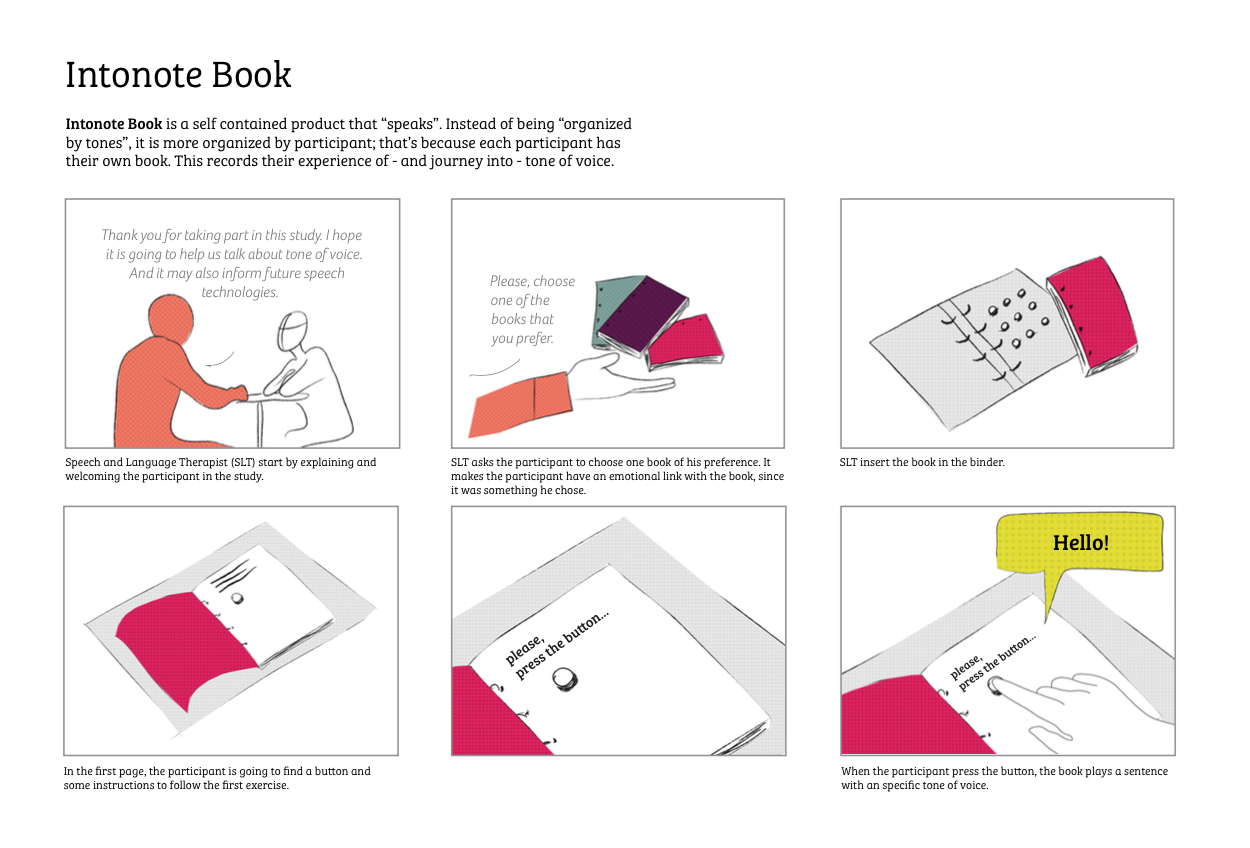 Intonote Book
Intonote Book is a self contained product that “speaks”. Instead of being “organized
by tones”, it is more organized by participant; that’s because each participant has
their own book. This records their experience of - and journey into - tone of voice.
Thank you for taking part in this study. I hope
it is going to help us talk about tone of voice.
And it may also inform future speech
technologies.
Speech and Language Therapist (SLT) start by explaining and
welcoming the participant in the study.
Please, choose
one of the
books that
you prefer.
SLT asks the participant to choose one book of his preference. It
makes the participant have an emotional link with the book, since
it was something he chose.
SLT insert the book in the binder.
In the first page, the participant is going to find a button and
some instructions to follow the first exercise.
please,
press the button...
Hello!
please,
press the button...
When the participant press the button, the book plays a sentence
with an specific tone of voice.